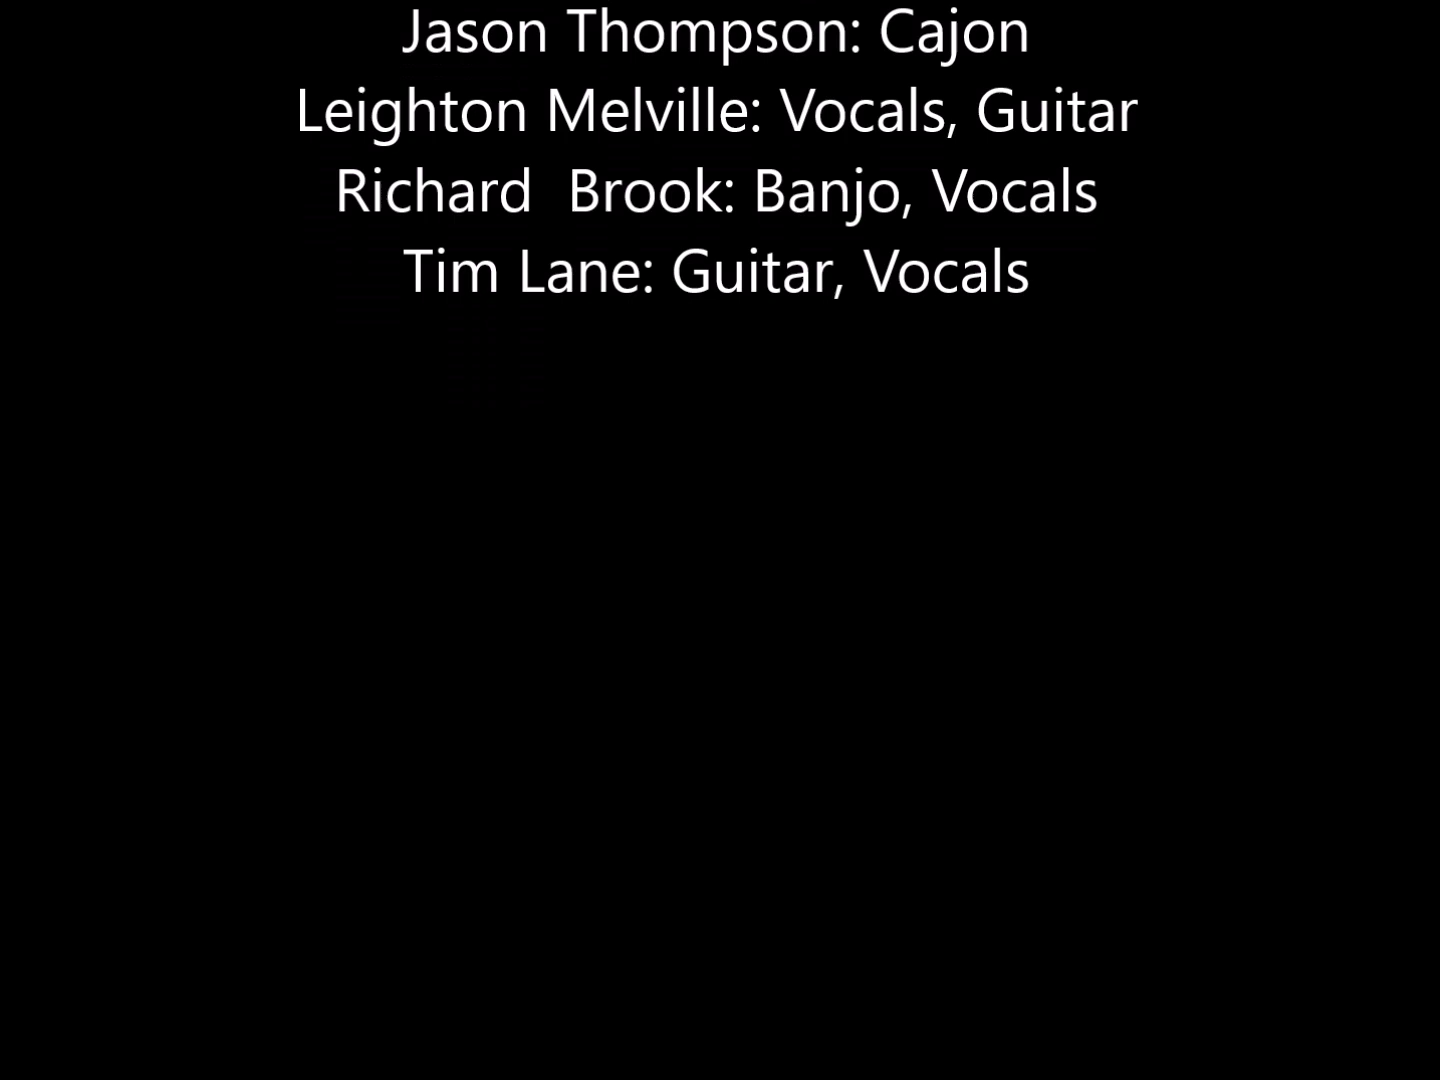 Jason Thompson: Cajon
Leighton Melville: Vocals, Guitar
Richard  Brook: Banjo, Vocals
Tim Lane: Guitar, Vocals